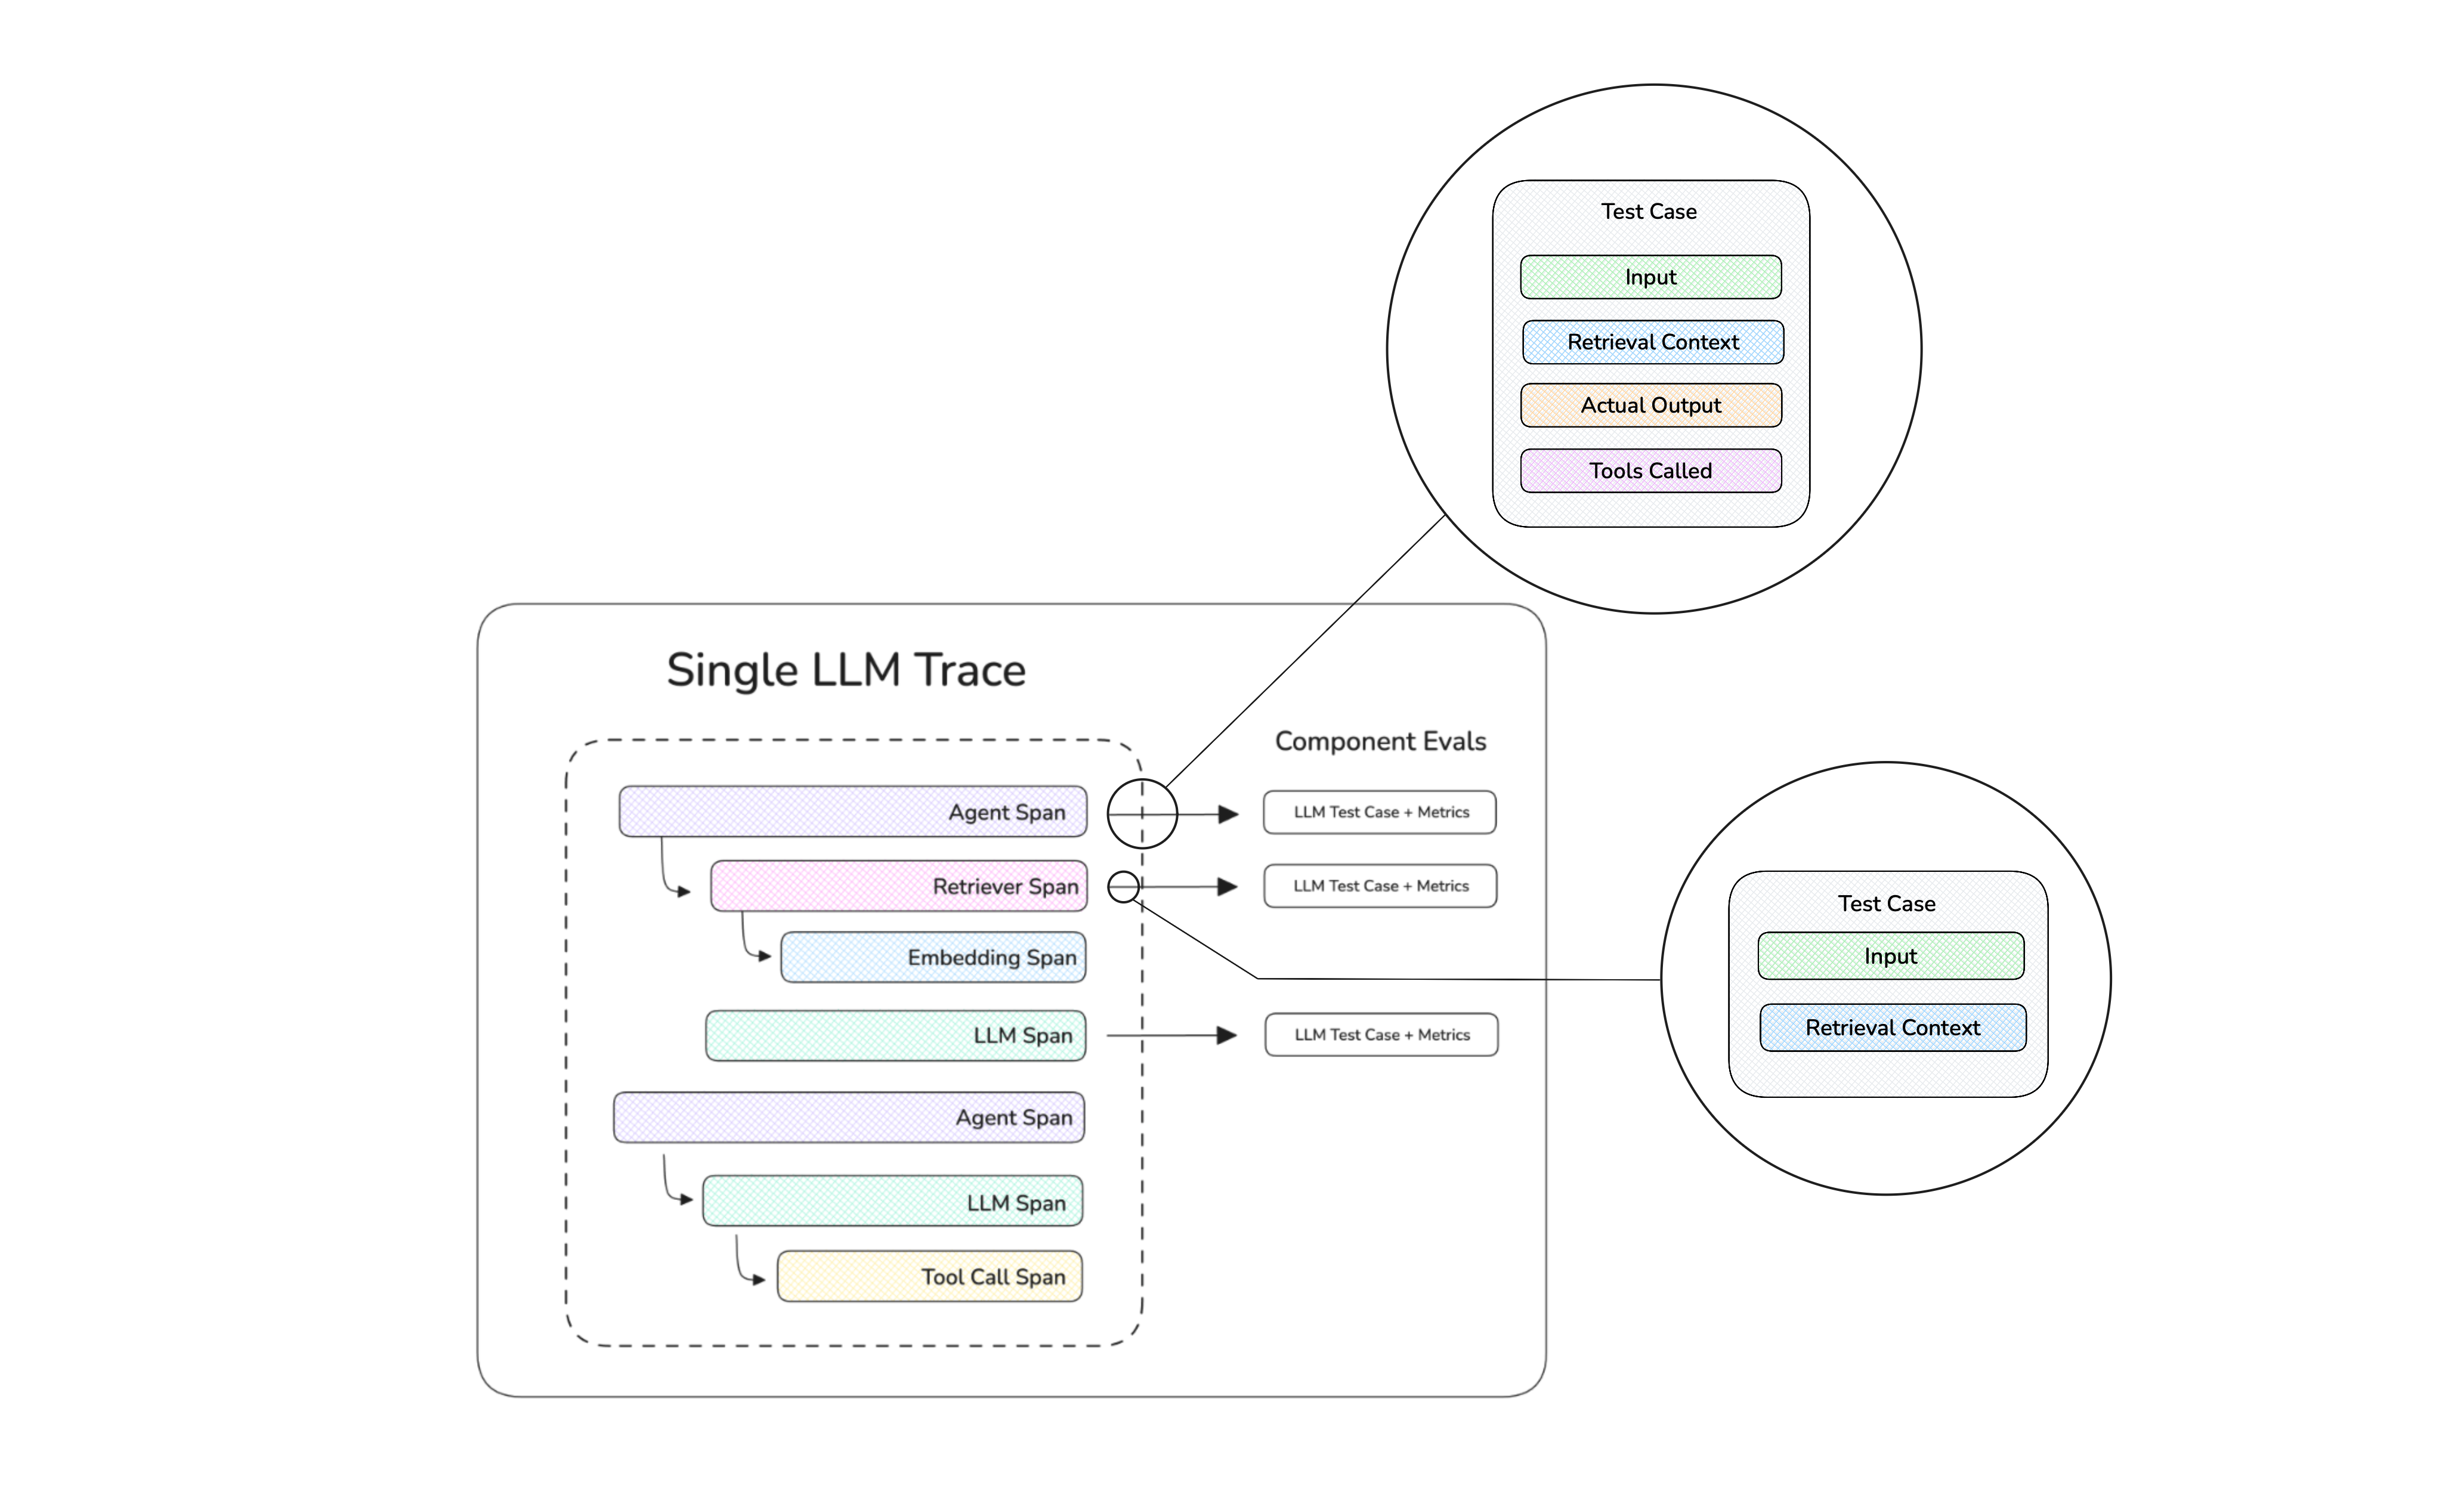 Test Case
Input
Retrieval Context
Actual Output
Tools Called
Single LLM Trace
Component Evals
Agent Span
LLM Test Case + Metrics
Retriever Span
LLM Test Case + Metrics
Embedding Span
LLM Span
LLM Test Case + Metrics
Agent Span
LLM Span
Tool Call Span
Test Case
Input
Retrieval Context